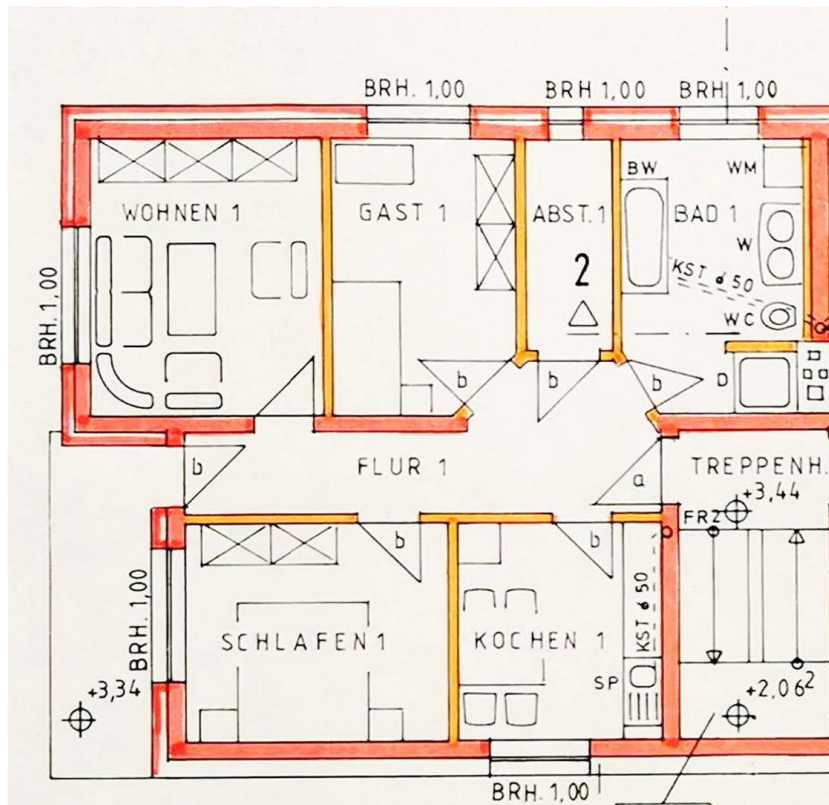 BRH. 1,00
BRH 1,00
BRH 1,00
WOHNEN 1
GAST 1
ABST. 1
BW
BAD 1
WM
W
2
KST ø 50
WC
BRH. 1,00
b
b
b
D
b
FLUR 1
a
TREPPENH.
+3,44
FRZ
b
b
BRH. 1,00
SCHLAFEN 1
KOCHEN 1
KST ø 50
SP
+3,34
+2,06²
BRH. 1,00